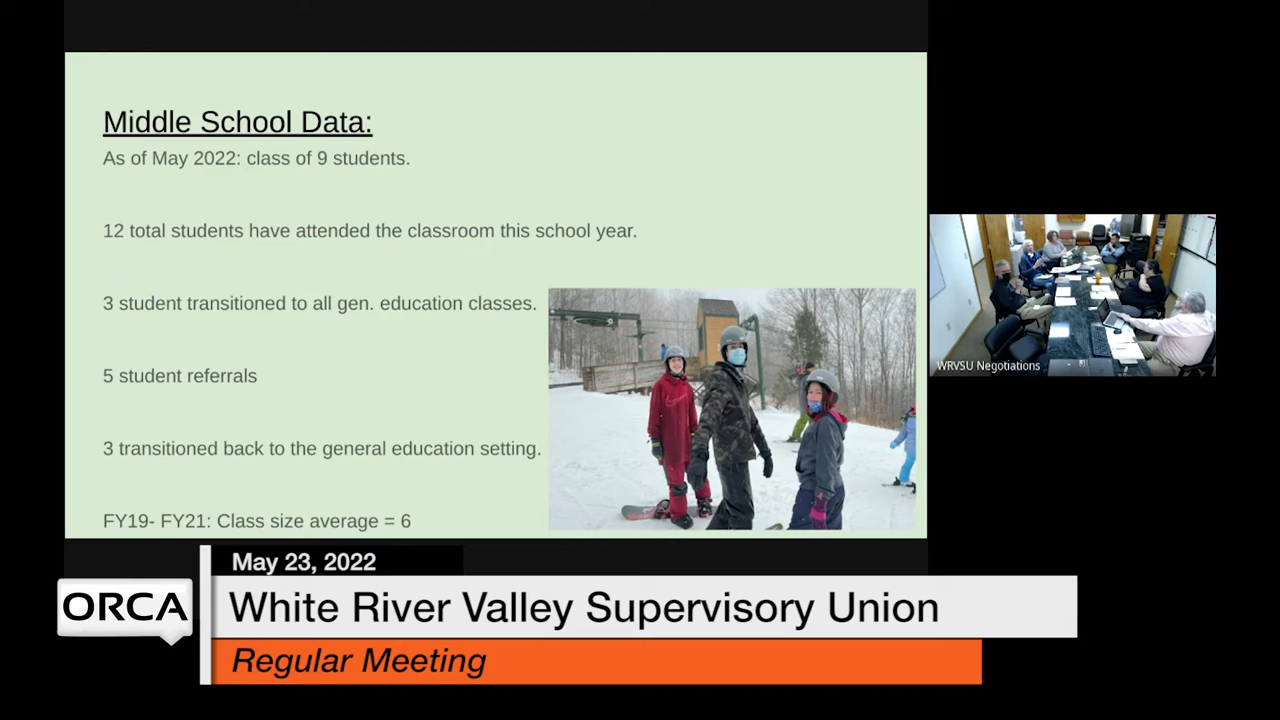 Middle School Data:
As of May 2022: class of 9 students.
12 total students have attended the classroom this school year.
3 student transitioned to all gen. education classes.
5 student referrals
3 transitioned back to the general education setting.
FY19- FY21: Class size average = 6
WRVSU Negotiations
May 23, 2022
ORCA
White River Valley Supervisory Union
Regular Meeting